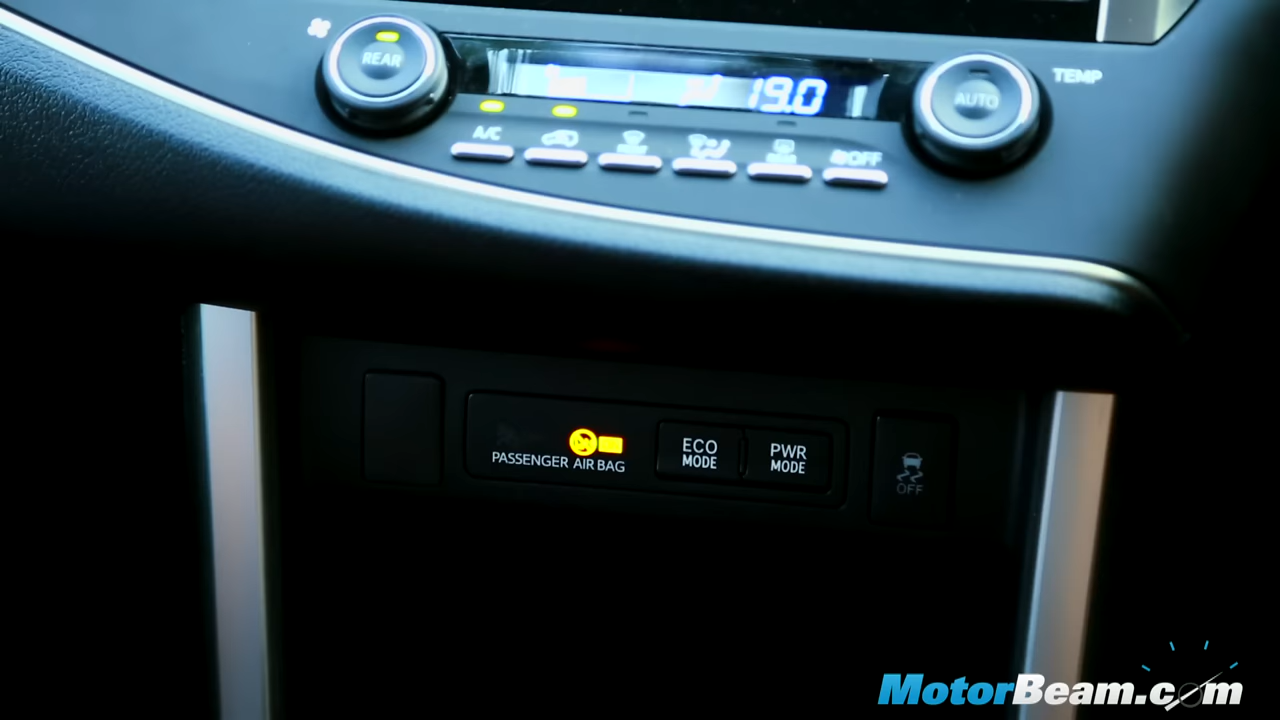 REAR
19.0
AUTO
TEMP
A/C
OFF
PASSENGER AIR BAG
ECO
MODE
PWR
MODE
OFF
MotorBeam.com